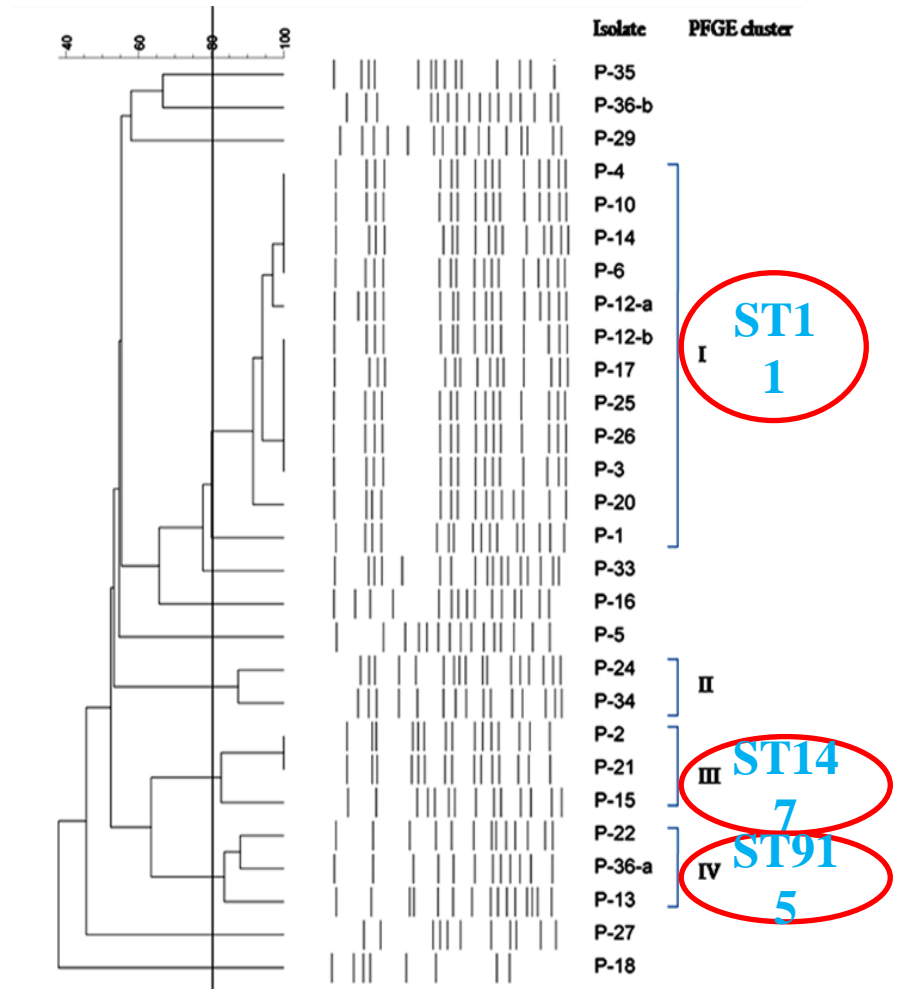 40 60 80 100 Isolate PFGE cluster
P-35
P-36-b
P-29
P-4
P-10
P-14
P-6
P-12-a
P-12-b
P-17
P-25
P-26
P-3
P-20
P-1
P-33
P-16
P-5
P-24
P-34
P-2
P-21
P-15
P-22
P-36-a
P-13
P-27
P-18
I
ST1
1
II
III
ST14
7
IV
ST91
5